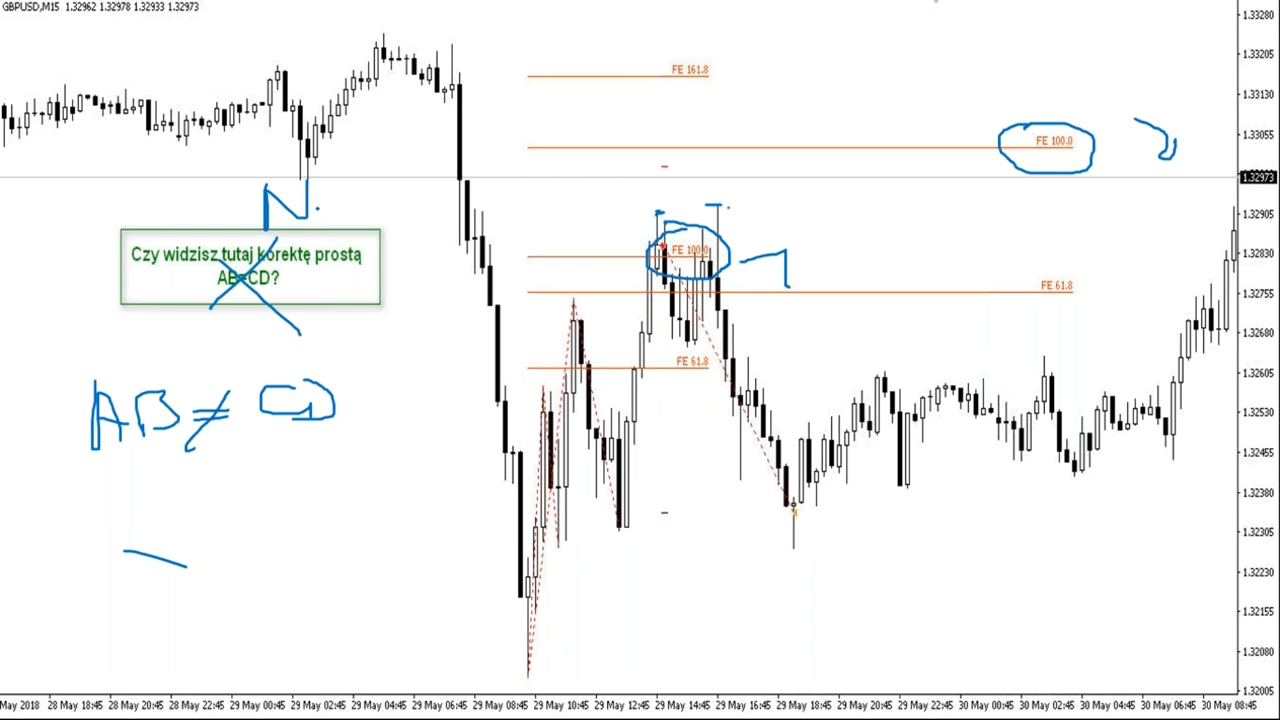 GBPUSD,M15 1.32962 1.32978 1.32933 1.32973
1.33280
1.33205
FE 161.8
1.33130
1.33055
FE 100.0
1.32973
N.
1.32905
Czy widzisz tutaj korektę prostą
AB=CD?
FE 100.0
1.32830
1
FE 61.8
1.32755
1.32680
FE 61.8
1.32605
AB≠CD
1.32530
1.32455
1.32380
1.32305
1.32230
1.32155
1.32080
1.32005
May 2018 28 May 18:45 28 May 20:45 28 May 22:45 29 May 00:45 29 May 02:45 29 May 04:45 29 May 06:45 29 May 08:45 29 May 10:45 29 May 12:45 29 May 14:45 29 May 16:45 29 May 18:45 29 May 20:45 29 May 22:45 30 May 00:45 30 May 02:45 30 May 04:45 30 May 06:45 30 May 08:45